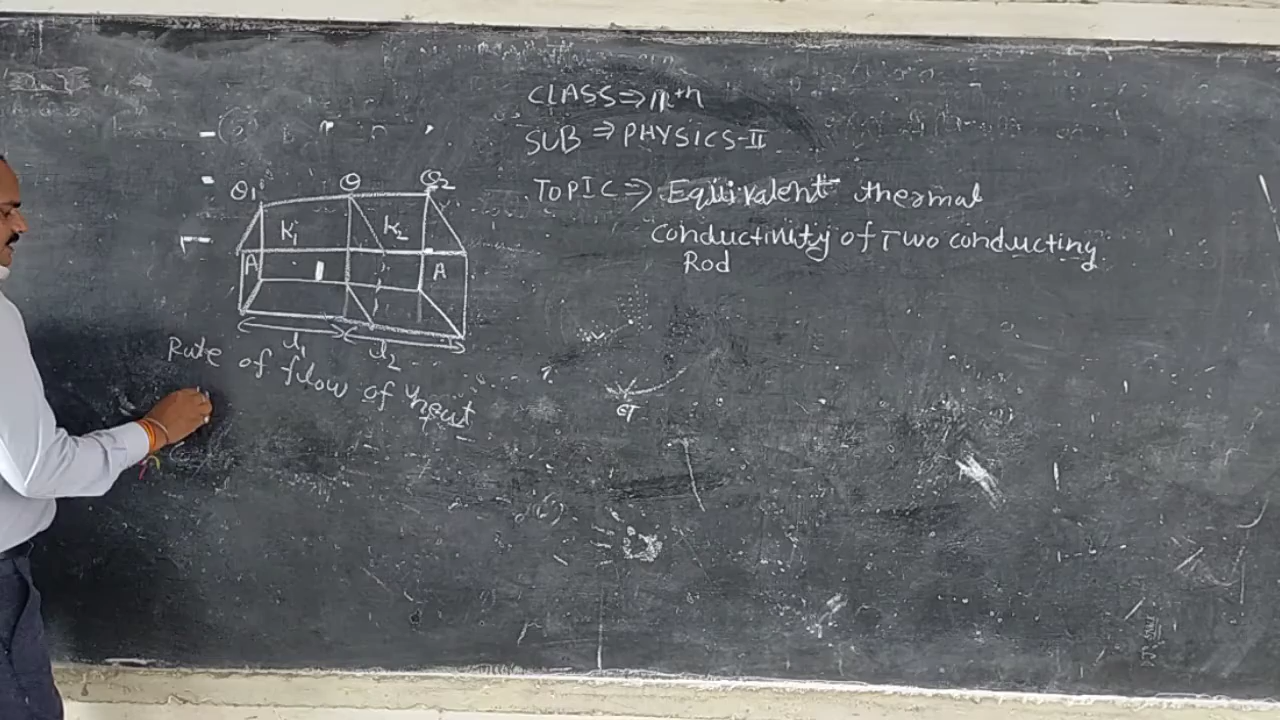 CLASS ⇒ 11th
SUB ⇒ PHYSICS-II
TOPIC ⇒ Equivalent thermal
conductinity of Two conducting
Rod
θ1 θ θ2
K1 K2
A A
l1 l2
Rate of flow of heat